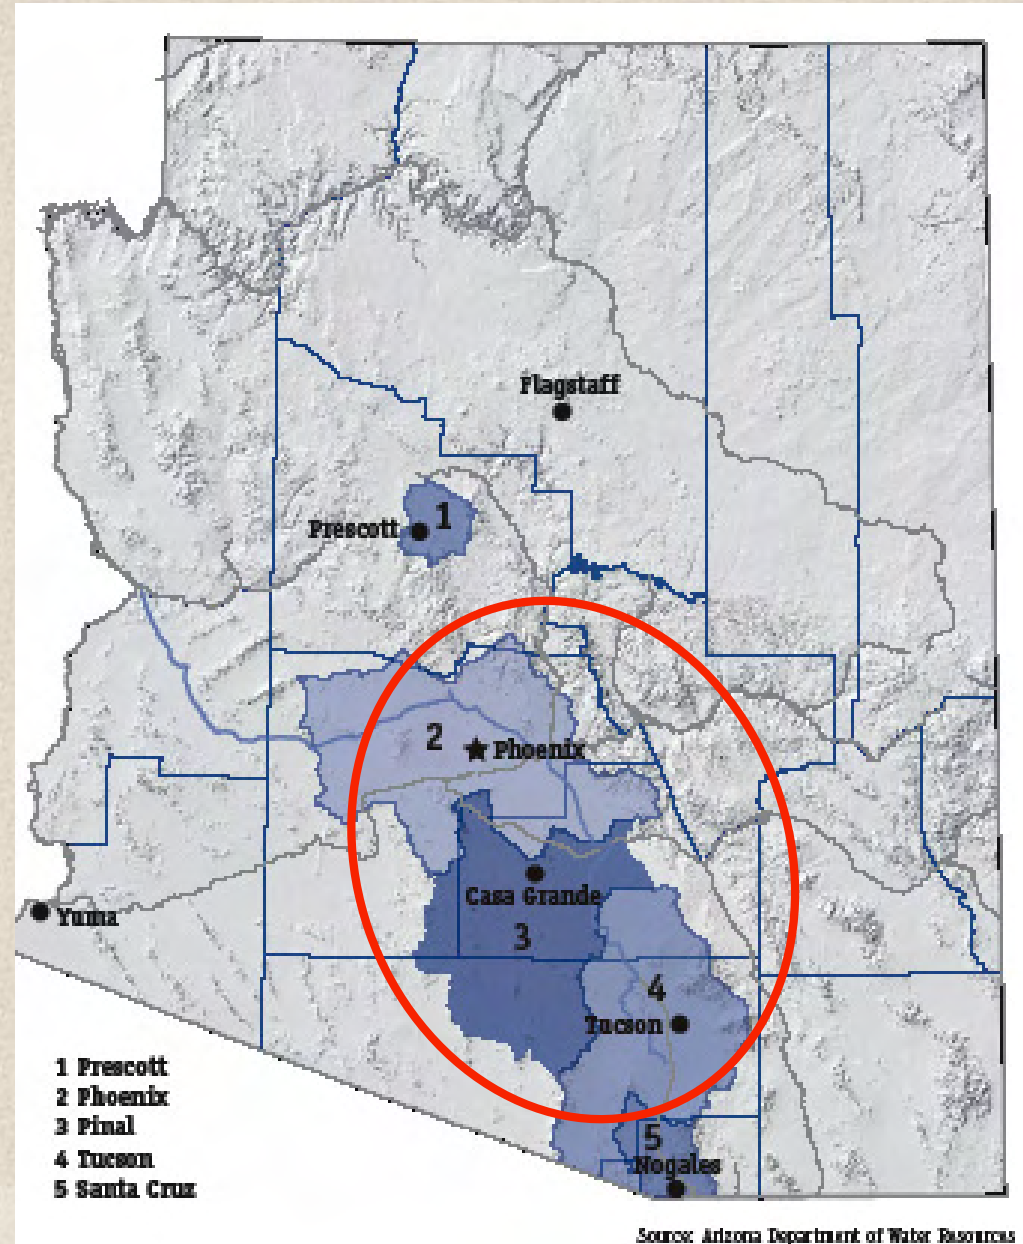 Flagstaff
1
Prescott
2
Phoenix
Casa Grande
3
Yuma
4
Tucson
5
Nogales
1 Prescott
2 Phoenix
3 Pinal
4 Tucson
5 Santa Cruz
Source: Arizona Department of Water Resources